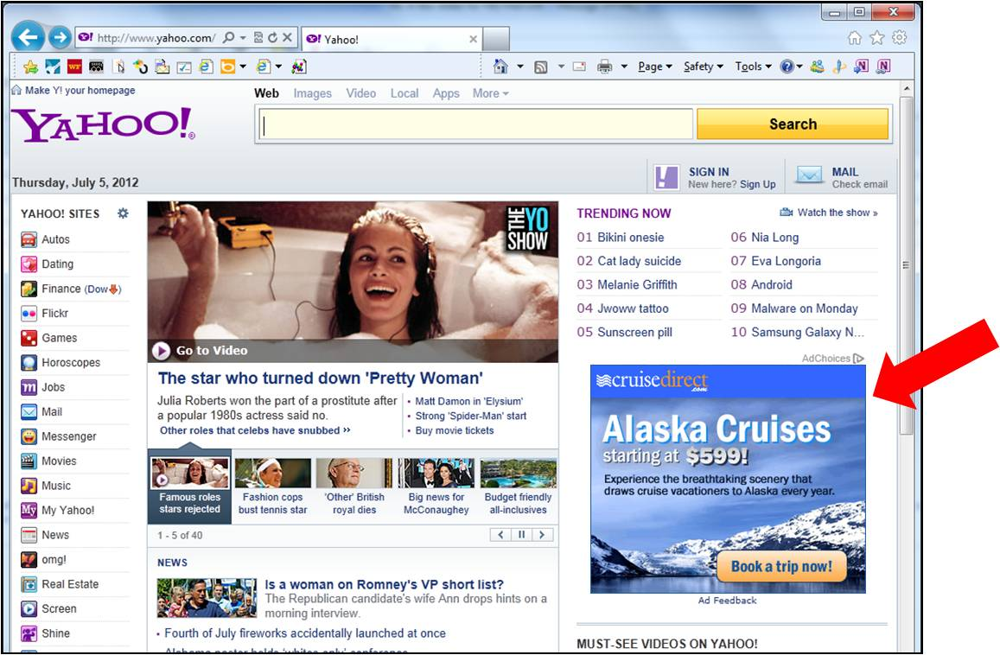 http://www.yahoo.com/
Yahoo!
Page
Safety
Tools
Make Y! your homepage
YAHOO!
Web Images Video Local Apps More
Search
Thursday, July 5, 2012
SIGN IN
New here? Sign Up
MAIL
Check email
YAHOO! SITES
Autos
Dating
Finance (Dow)
Flickr
Games
Horoscopes
Jobs
Mail
Messenger
Movies
Music
My Yahoo!
News
omg!
Real Estate
Screen
Shine
THE YO SHOW
Go to Video
The star who turned down 'Pretty Woman'
Julia Roberts won the part of a prostitute after
a popular 1980s actress said no.
Other roles that celebs have snubbed »
• Matt Damon in 'Elysium'
• Strong 'Spider-Man' start
• Buy movie tickets
Famous roles
stars rejected
Fashion cops
bust tennis star
'Other' British
royal dies
Big news for
McConaughey
Budget friendly
all-inclusives
1 - 5 of 40
NEWS
Is a woman on Romney's VP short list?
The Republican candidate's wife Ann drops hints on a
morning interview.
• Fourth of July fireworks accidentally launched at once
TRENDING NOW
Watch the show »
01 Bikini onesie
02 Cat lady suicide
03 Melanie Griffith
04 Jwoww tattoo
05 Sunscreen pill
06 Nia Long
07 Eva Longoria
08 Android
09 Malware on Monday
10 Samsung Galaxy N...
AdChoices
cruisedirect
.com
Alaska Cruises
starting at $599!
Experience the breathtaking scenery that
draws cruise vacationers to Alaska every year.
Book a trip now!
Ad Feedback
MUST-SEE VIDEOS ON YAHOO!